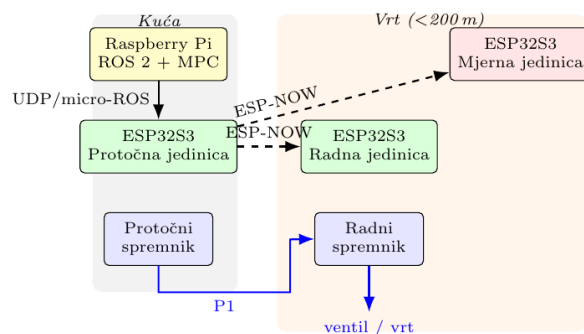 Kuća
Vrt (<200 m)
Raspberry Pi
ROS 2 + MPC
ESP32S3
Mjerna jedinica
UDP/micro-ROS
ESP-NOW
ESP32S3
Protočna jedinica
ESP-NOW
ESP32S3
Radna jedinica
Protočni
spremnik
Radni
spremnik
P1
ventil / vrt